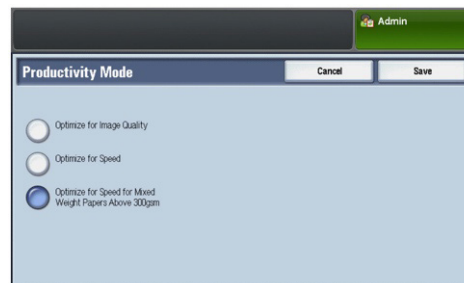 Admin
Productivity Mode
Cancel
Save
Optimize for Image Quality
Optimize for Speed
Optimize for Speed for Mixed
Weight Papers Above 300gsm